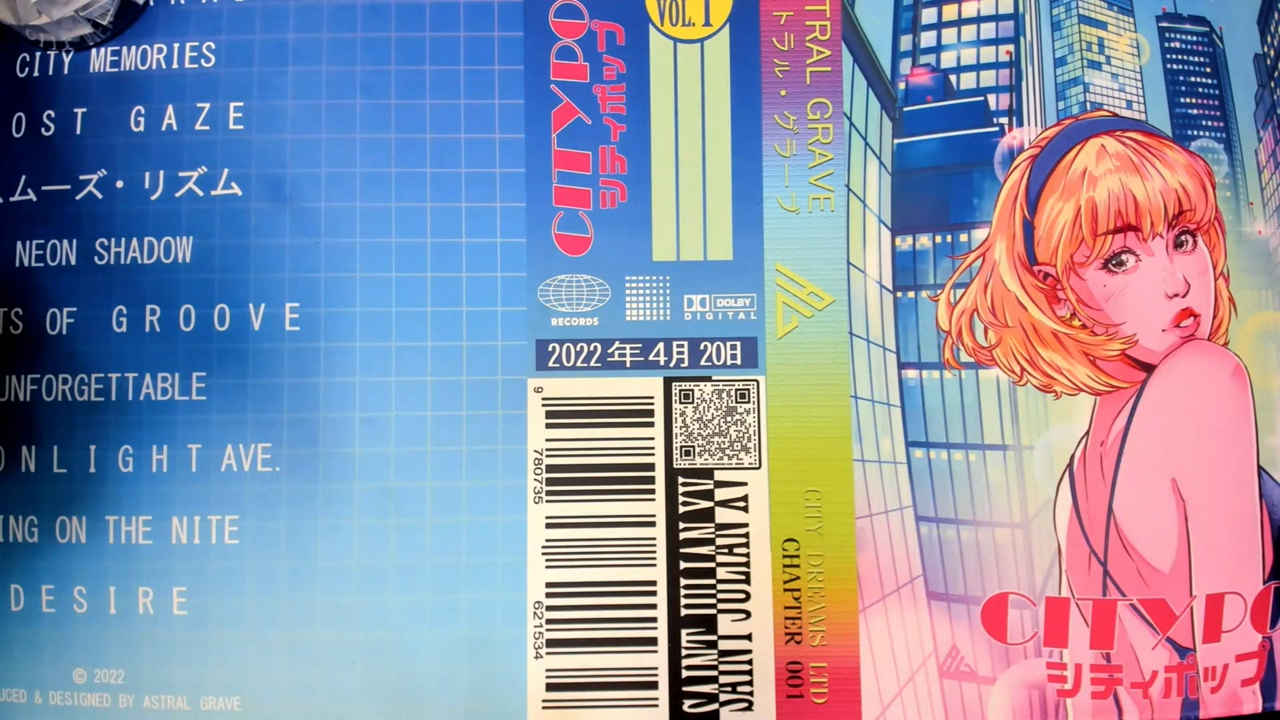 CITY MEMORIES
OST GAZE
ムーズ・リズム
NEON SHADOW
TS OF GROOVE
UNFORGETTABLE
ONLIGHT AVE.
ING ON THE NITE
DESIRE
© 2022
UCED & DESIGNED BY ASTRAL GRAVE
VOL. 1
CITYPO
シティポップ
RECORDS
DOLBY
DIGITAL
2022年4月20日
9 780735 621534
SAINT JULIAN XV
SAINT JULIAN XV
TRAL GRAVE
トラル・グラーブ
CITY DREAMS LTD
CHAPTER 001
CITYPO
シティポップ